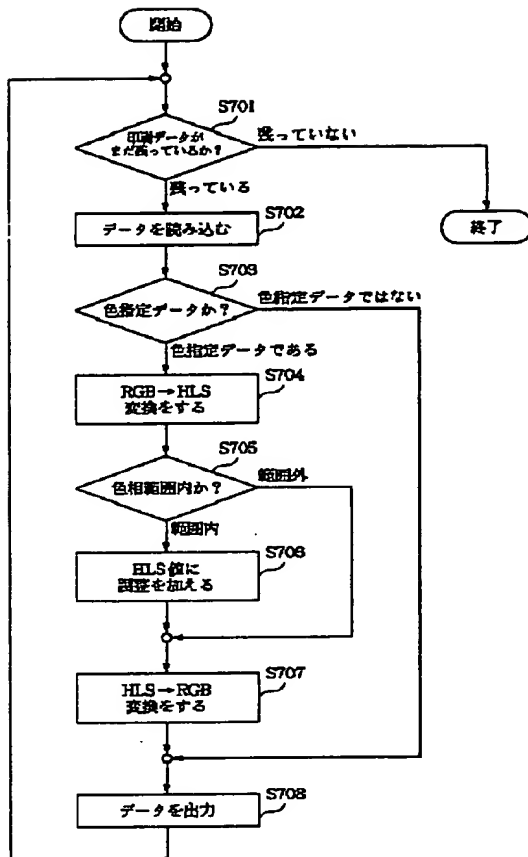 開始
S701
印刷データが
まだ残っているか？
残っていない
残っている
S702
データを読み込む
終了
S703
色指定データか？
色指定データではない
色指定データである
S704
RGB→HLS
変換をする
S705
色相範囲内か？
範囲外
範囲内
S706
HLS値に
調整を加える
S707
HLS→RGB
変換をする
S708
データを出力